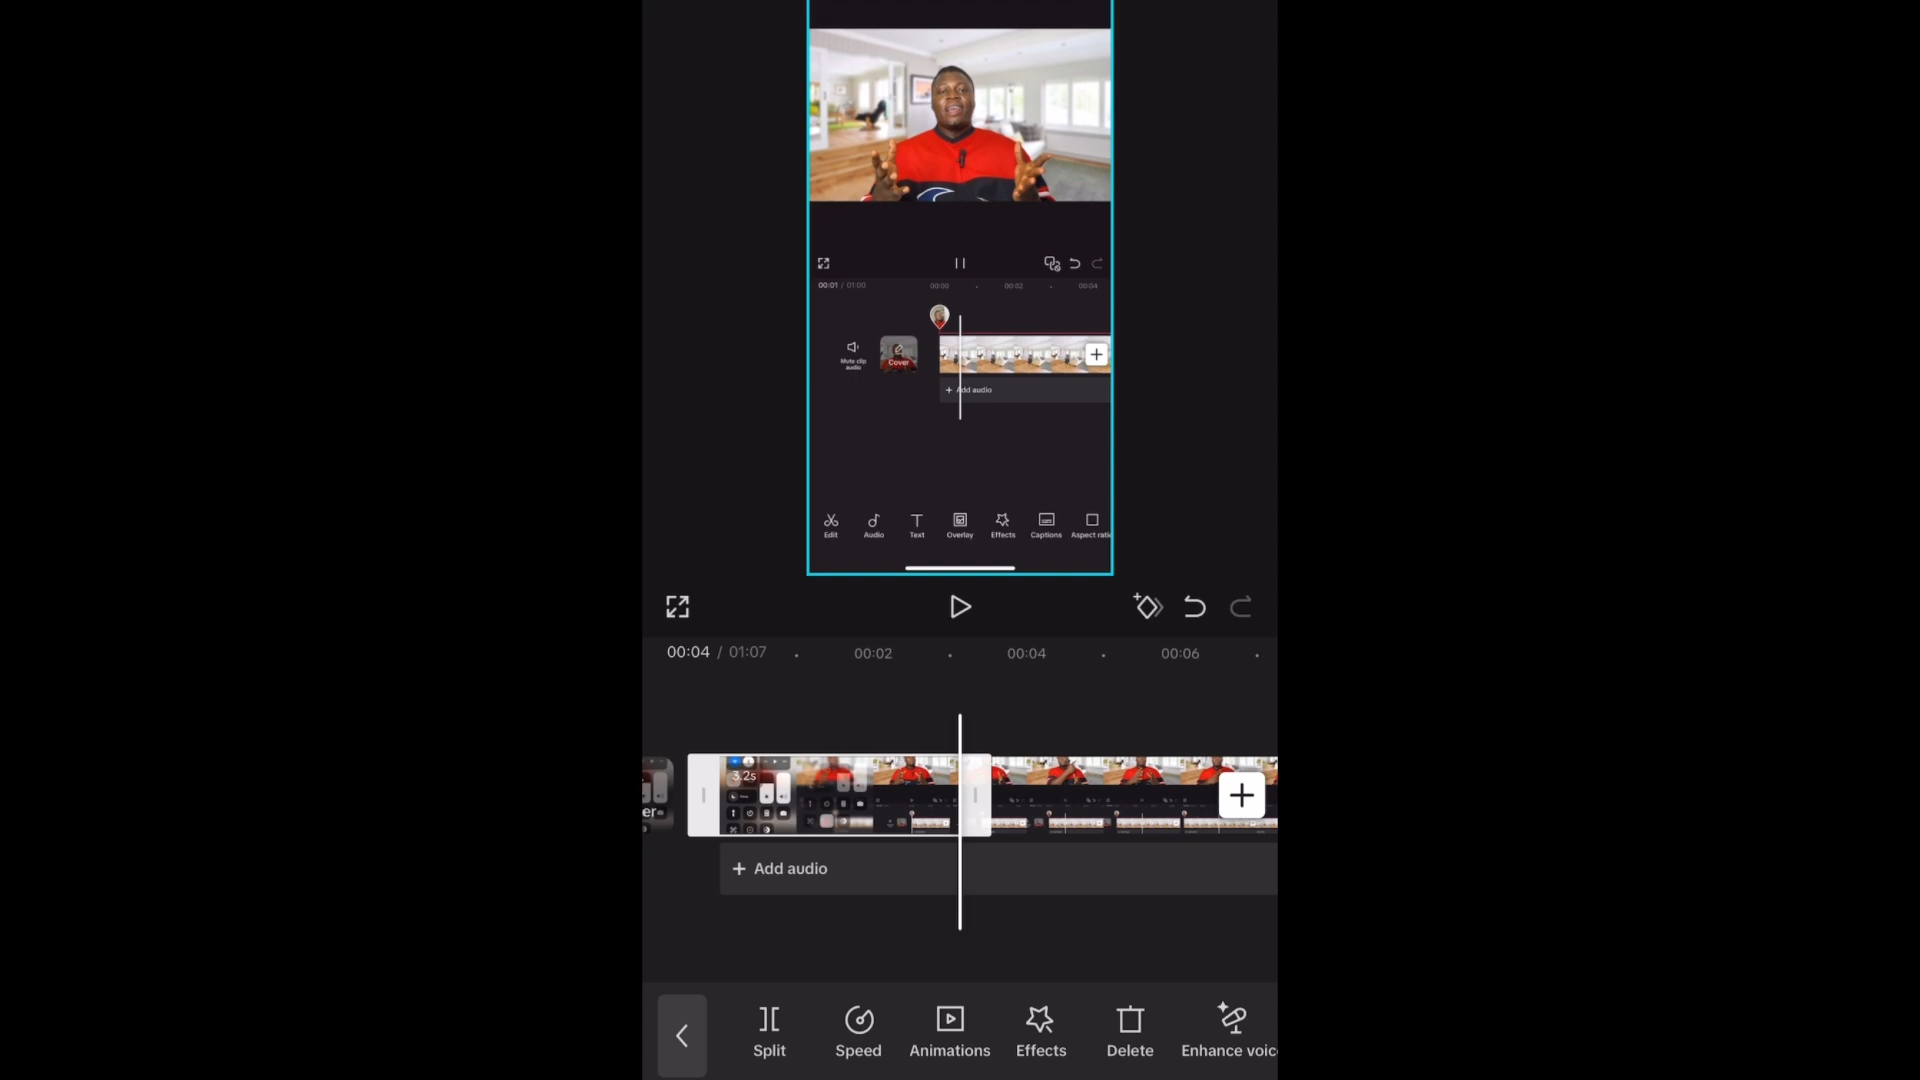 00:01 / 01:00 00:00 00:02 00:04
Mute clip
audio
Cover
+ Add audio
Edit Audio Text Overlay Effects Captions Aspect ratio
00:04 / 01:07 00:02 00:04 00:06
3.2s
er
+ Add audio
Split Speed Animations Effects Delete Enhance voic